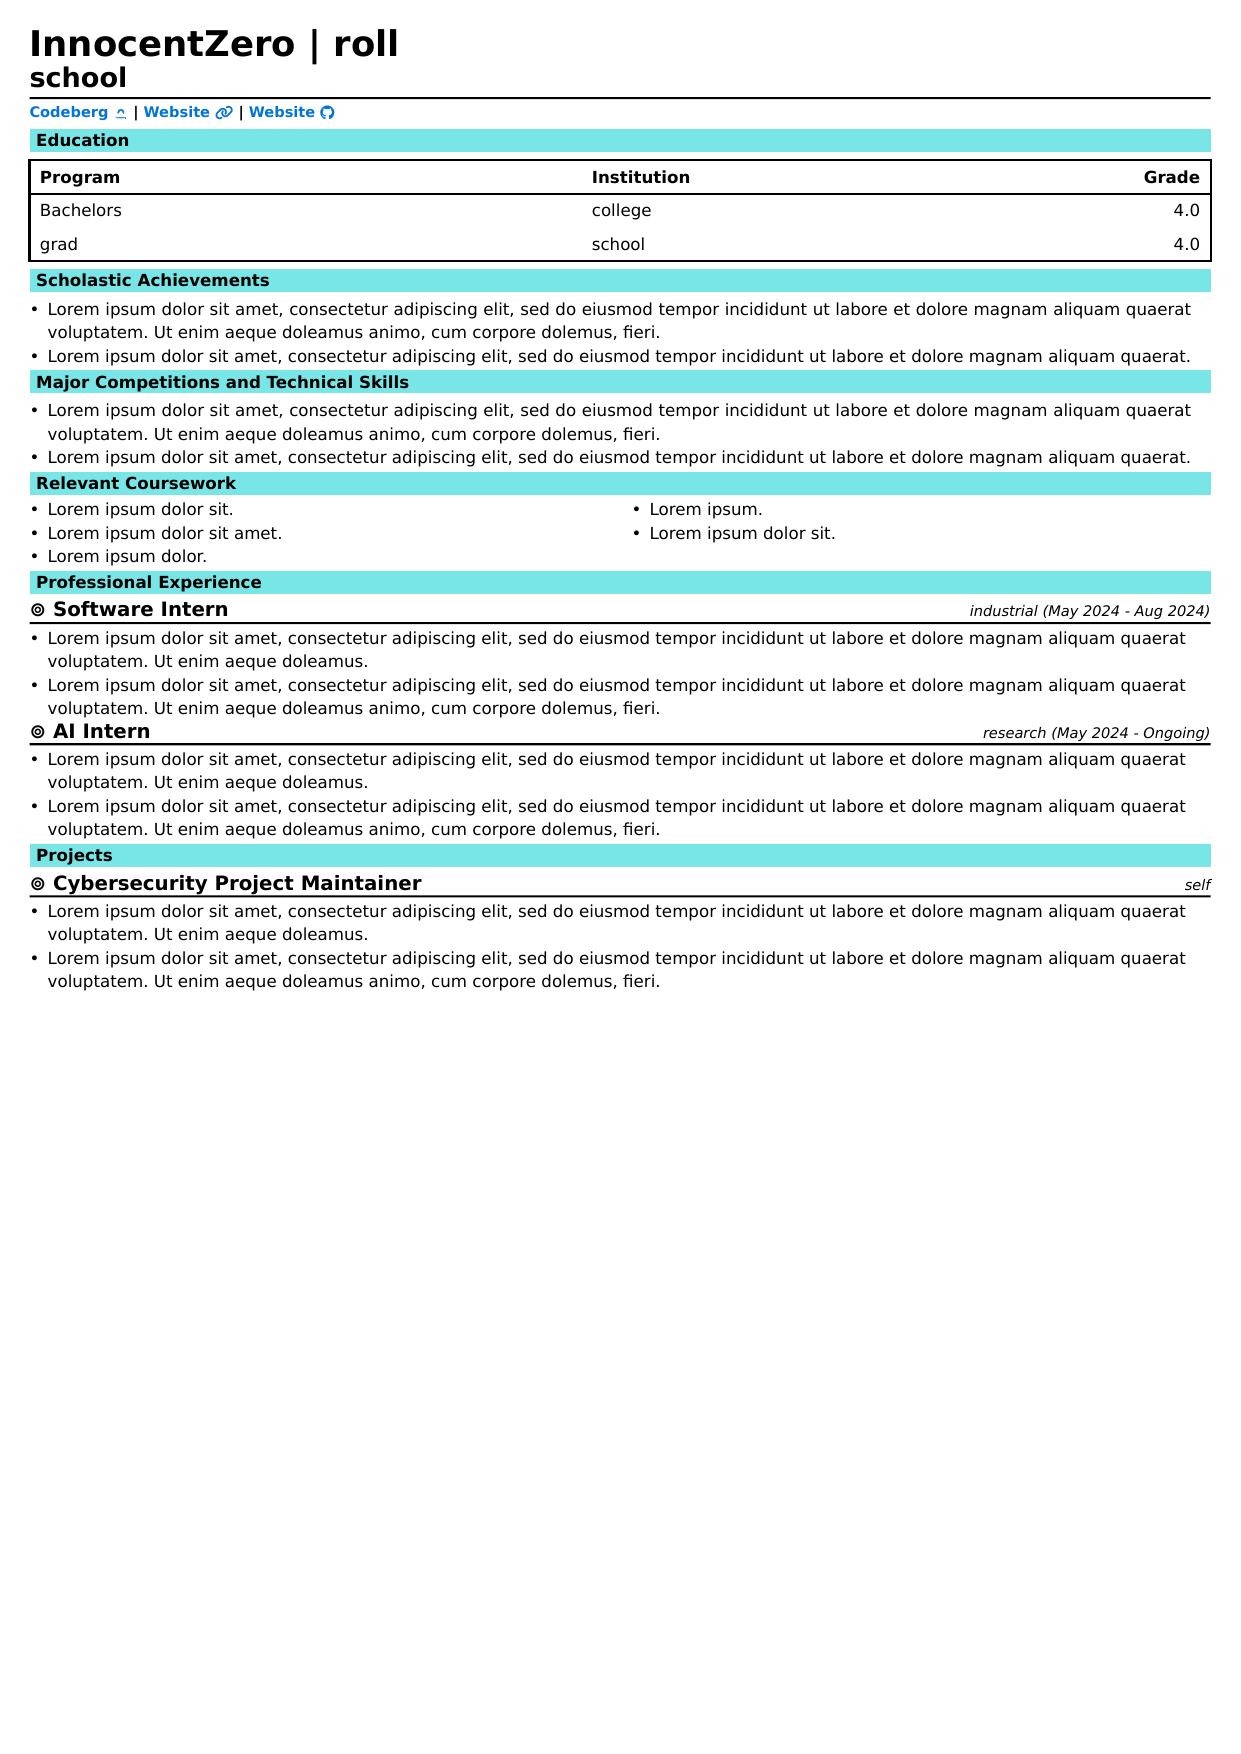 InnocentZero | roll
school
Codeberg | Website | Website
Education
Program Institution Grade
Bachelors college 4.0
grad school 4.0
Scholastic Achievements
• Lorem ipsum dolor sit amet, consectetur adipiscing elit, sed do eiusmod tempor incididunt ut labore et dolore magnam aliquam quaerat
voluptatem. Ut enim aeque doleamus animo, cum corpore dolemus, fieri.
• Lorem ipsum dolor sit amet, consectetur adipiscing elit, sed do eiusmod tempor incididunt ut labore et dolore magnam aliquam quaerat.
Major Competitions and Technical Skills
• Lorem ipsum dolor sit amet, consectetur adipiscing elit, sed do eiusmod tempor incididunt ut labore et dolore magnam aliquam quaerat
voluptatem. Ut enim aeque doleamus animo, cum corpore dolemus, fieri.
• Lorem ipsum dolor sit amet, consectetur adipiscing elit, sed do eiusmod tempor incididunt ut labore et dolore magnam aliquam quaerat.
Relevant Coursework
• Lorem ipsum dolor sit.
• Lorem ipsum dolor sit amet.
• Lorem ipsum dolor.
• Lorem ipsum.
• Lorem ipsum dolor sit.
Professional Experience
⊚ Software Intern industrial (May 2024 - Aug 2024)
• Lorem ipsum dolor sit amet, consectetur adipiscing elit, sed do eiusmod tempor incididunt ut labore et dolore magnam aliquam quaerat
voluptatem. Ut enim aeque doleamus.
• Lorem ipsum dolor sit amet, consectetur adipiscing elit, sed do eiusmod tempor incididunt ut labore et dolore magnam aliquam quaerat
voluptatem. Ut enim aeque doleamus animo, cum corpore dolemus, fieri.
⊚ AI Intern research (May 2024 - Ongoing)
• Lorem ipsum dolor sit amet, consectetur adipiscing elit, sed do eiusmod tempor incididunt ut labore et dolore magnam aliquam quaerat
voluptatem. Ut enim aeque doleamus.
• Lorem ipsum dolor sit amet, consectetur adipiscing elit, sed do eiusmod tempor incididunt ut labore et dolore magnam aliquam quaerat
voluptatem. Ut enim aeque doleamus animo, cum corpore dolemus, fieri.
Projects
⊚ Cybersecurity Project Maintainer self
• Lorem ipsum dolor sit amet, consectetur adipiscing elit, sed do eiusmod tempor incididunt ut labore et dolore magnam aliquam quaerat
voluptatem. Ut enim aeque doleamus.
• Lorem ipsum dolor sit amet, consectetur adipiscing elit, sed do eiusmod tempor incididunt ut labore et dolore magnam aliquam quaerat
voluptatem. Ut enim aeque doleamus animo, cum corpore dolemus, fieri.